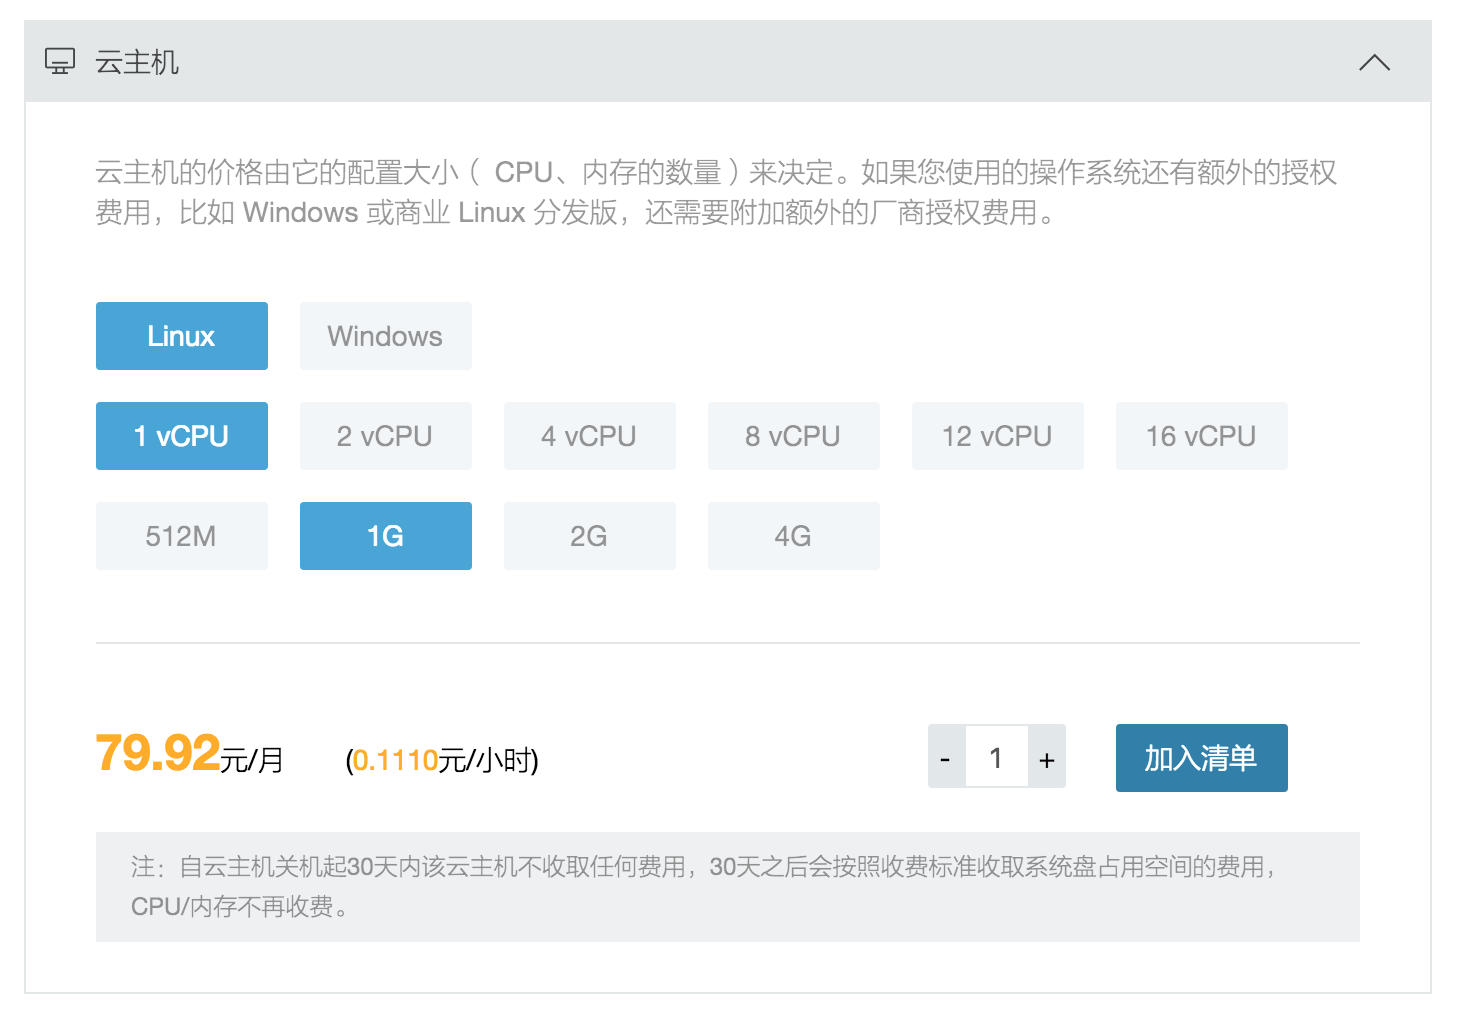 云主机
云主机的价格由它的配置大小（ CPU、内存的数量）来决定。如果您使用的操作系统还有额外的授权
费用，比如 Windows 或商业 Linux 分发版，还需要附加额外的厂商授权费用。
Linux Windows
1 vCPU 2 vCPU 4 vCPU 8 vCPU 12 vCPU 16 vCPU
512M 1G 2G 4G
79.92元/月 (0.1110元/小时) - 1 + 加入清单
注：自云主机关机起30天内该云主机不收取任何费用，30天之后会按照收费标准收取系统盘占用空间的费用，
CPU/内存不再收费。